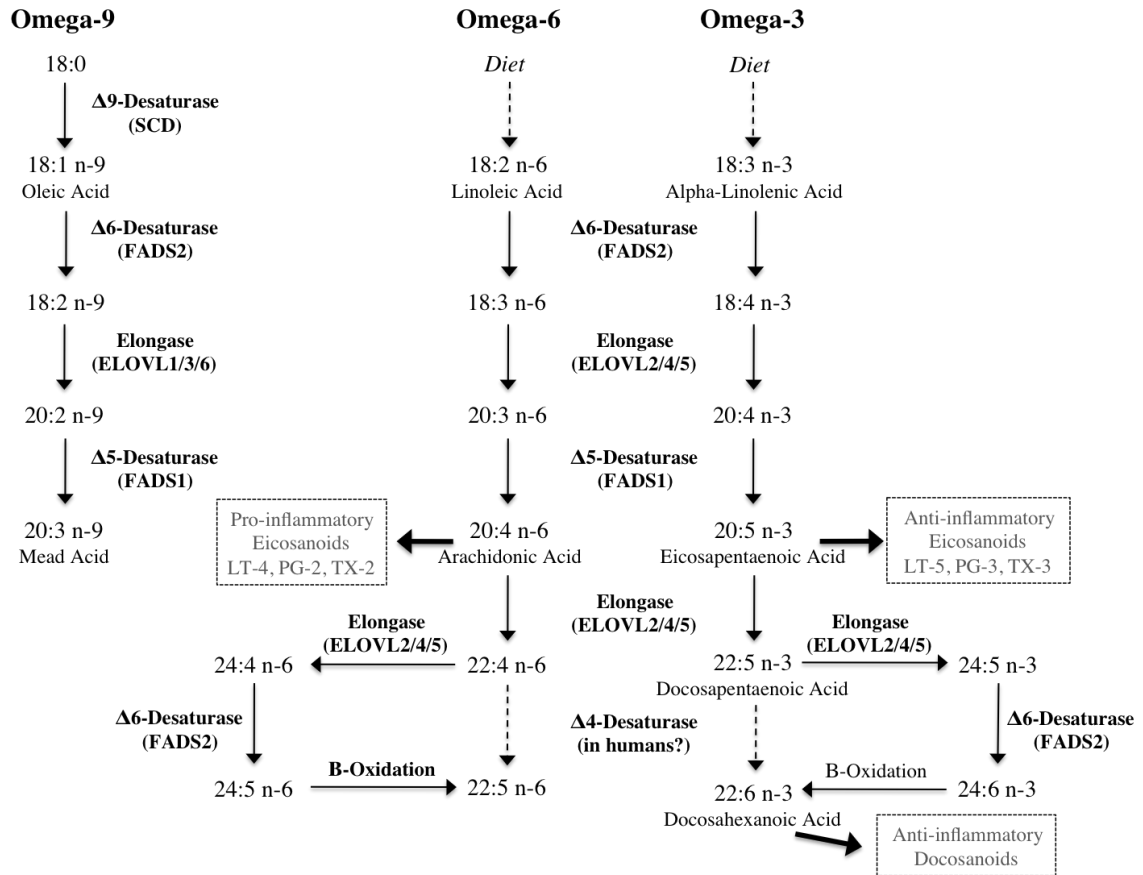 Omega-9
Omega-6
Omega-3
18:0
Diet
Diet
Δ9-Desaturase
(SCD)
18:1 n-9
Oleic Acid
18:2 n-6
Linoleic Acid
18:3 n-3
Alpha-Linolenic Acid
Δ6-Desaturase
(FADS2)
Δ6-Desaturase
(FADS2)
18:2 n-9
18:3 n-6
18:4 n-3
Elongase
(ELOVL1/3/6)
Elongase
(ELOVL2/4/5)
20:2 n-9
20:3 n-6
20:4 n-3
Δ5-Desaturase
(FADS1)
Δ5-Desaturase
(FADS1)
20:3 n-9
Mead Acid
Pro-inflammatory
Eicosanoids
LT-4, PG-2, TX-2
20:4 n-6
Arachidonic Acid
20:5 n-3
Eicosapentaenoic Acid
Anti-inflammatory
Eicosanoids
LT-5, PG-3, TX-3
Elongase
(ELOVL2/4/5)
Elongase
(ELOVL2/4/5)
Elongase
(ELOVL2/4/5)
24:4 n-6
22:4 n-6
22:5 n-3
Docosapentaenoic Acid
24:5 n-3
Δ6-Desaturase
(FADS2)
Δ4-Desaturase
(in humans?)
Δ6-Desaturase
(FADS2)
24:5 n-6
B-Oxidation
22:5 n-6
22:6 n-3
Docosahexanoic Acid
B-Oxidation
24:6 n-3
Anti-inflammatory
Docosanoids